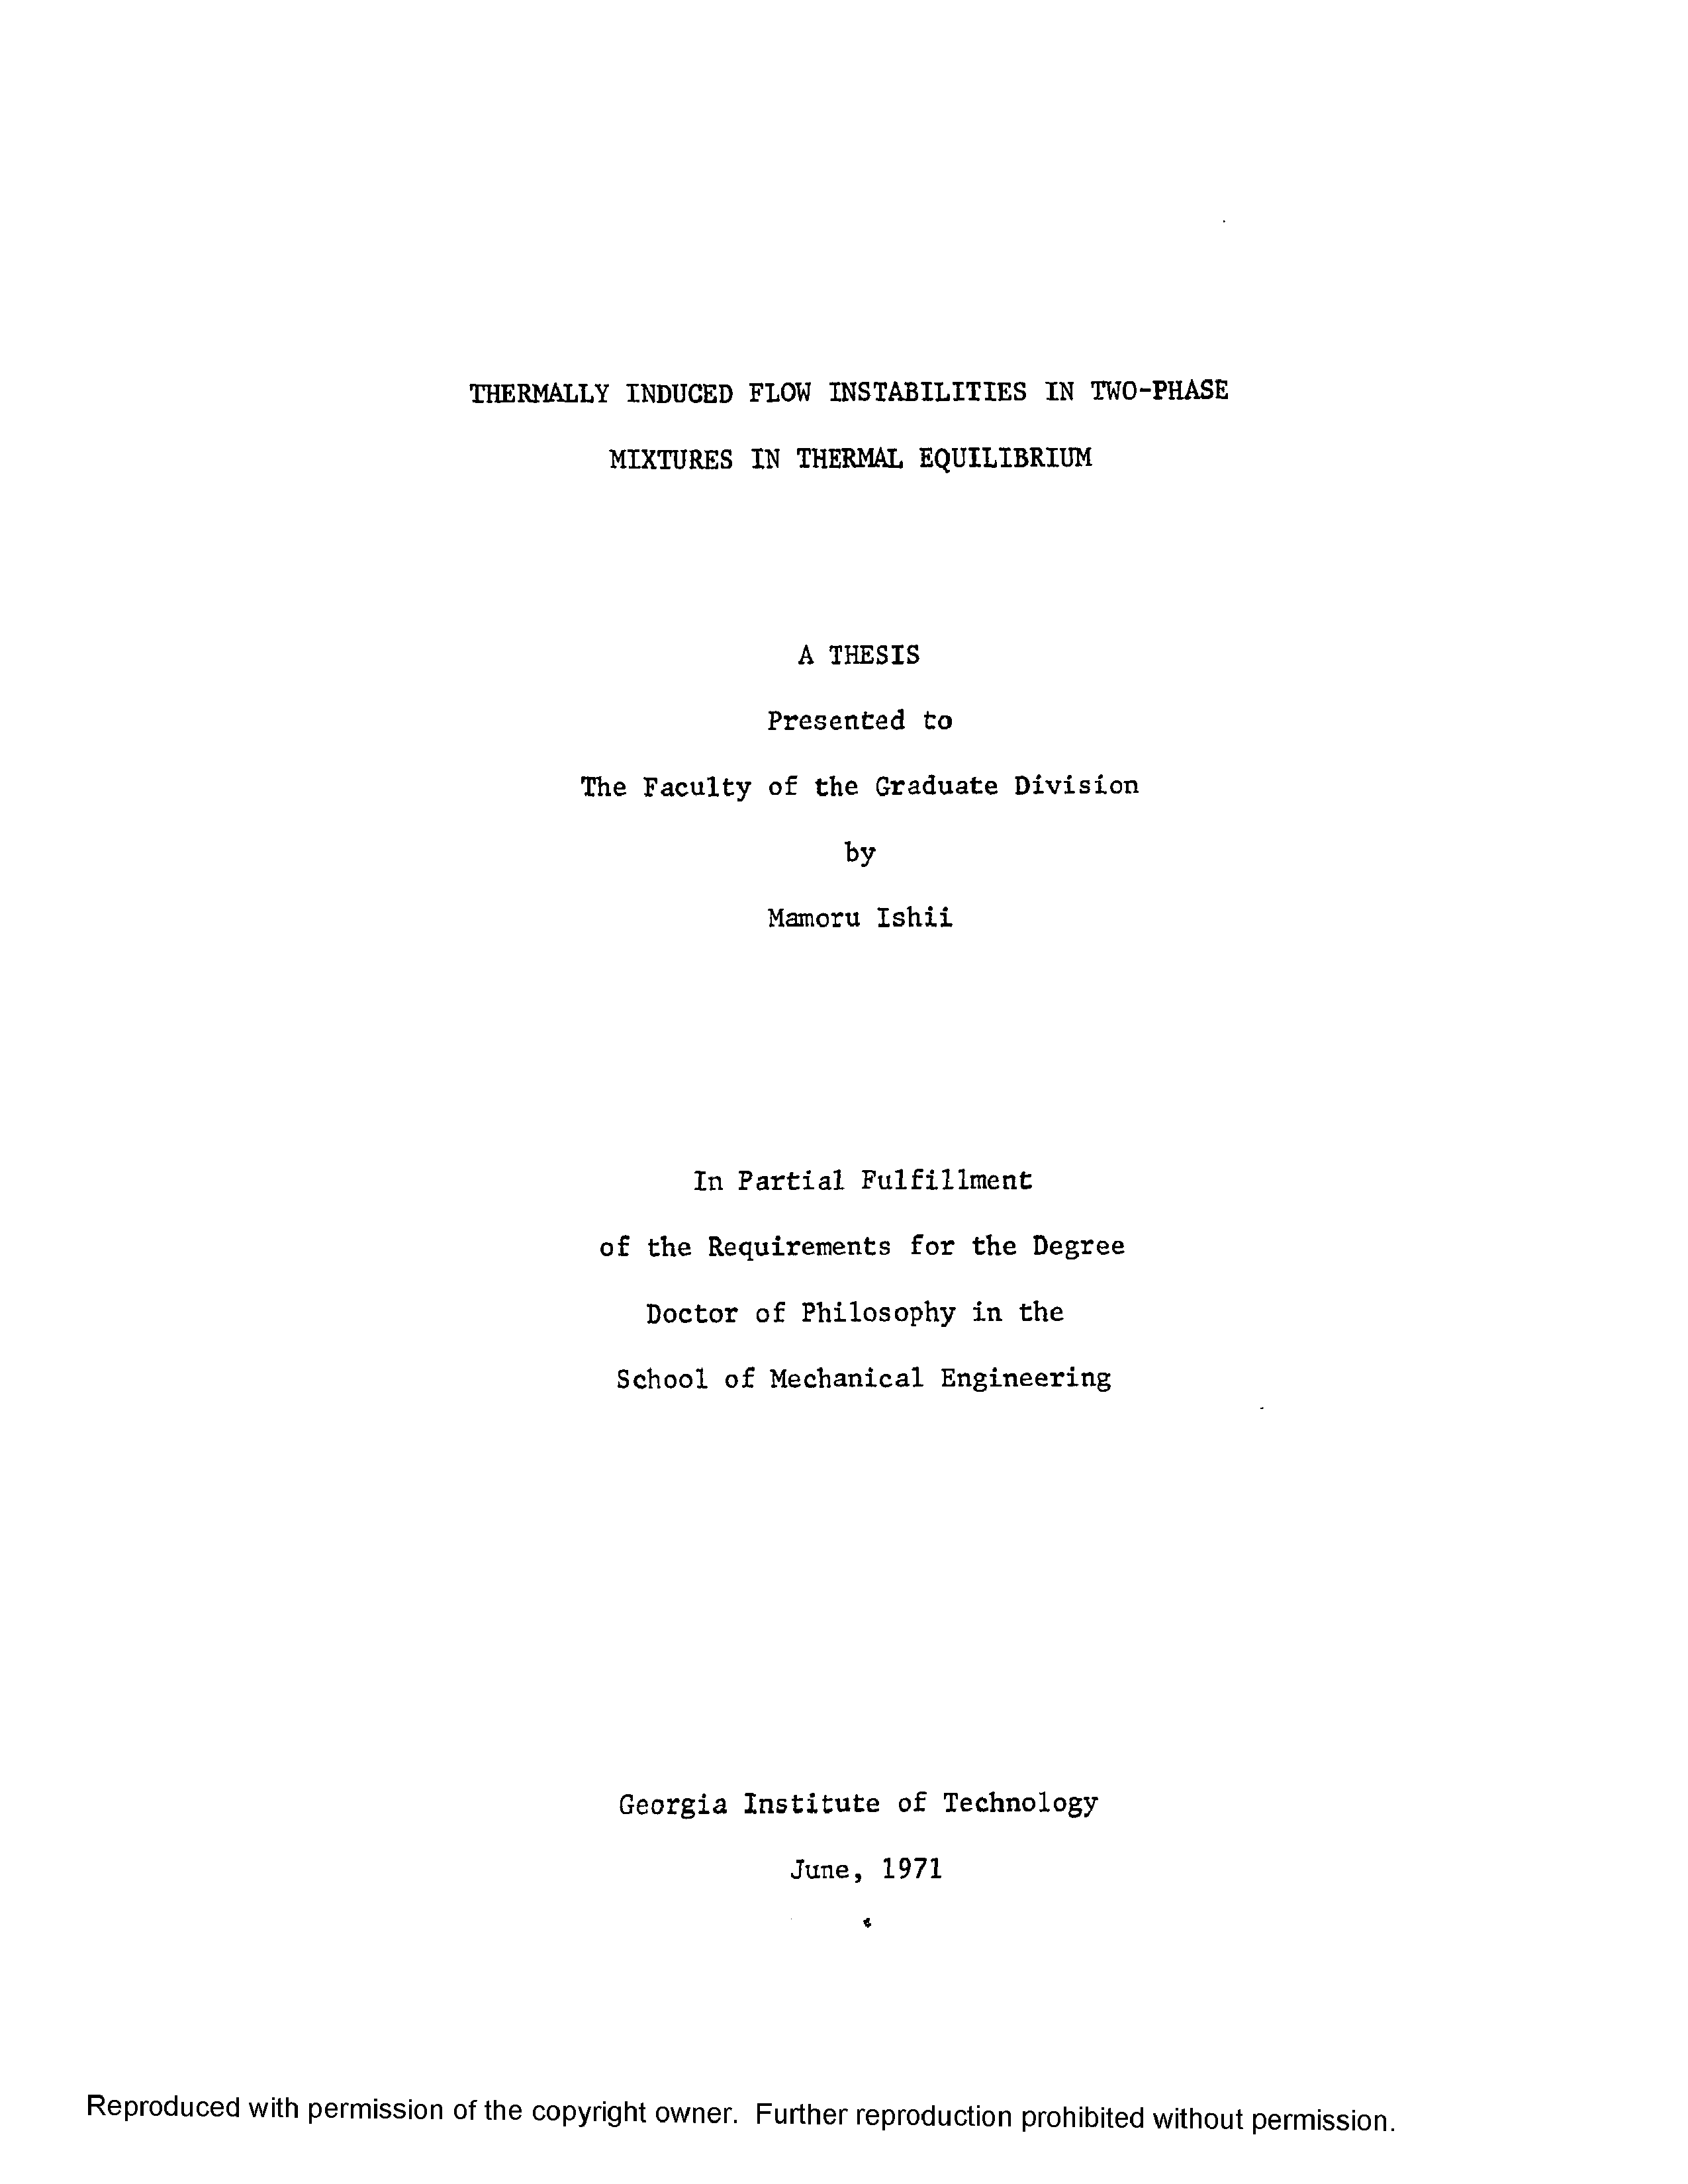 THERMALLY INDUCED FLOW INSTABILITIES IN TWO-PHASE
MIXTURES IN THERMAL EQUILIBRIUM
A THESIS
Presented to
The Faculty of the Graduate Division
by
Mamoru Ishii
In Partial Fulfillment
of the Requirements for the Degree
Doctor of Philosophy in the
School of Mechanical Engineering
Georgia Institute of Technology
June, 1971
Reproduced with permission of the copyright owner.  Further reproduction prohibited without permission.